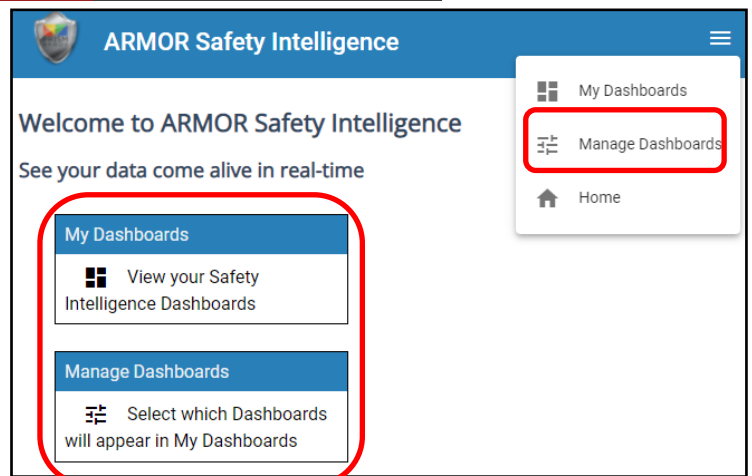 ARMOR Safety Intelligence
My Dashboards
Manage Dashboards
Home
Welcome to ARMOR Safety Intelligence
See your data come alive in real-time
My Dashboards
View your Safety
Intelligence Dashboards
Manage Dashboards
Select which Dashboards
will appear in My Dashboards